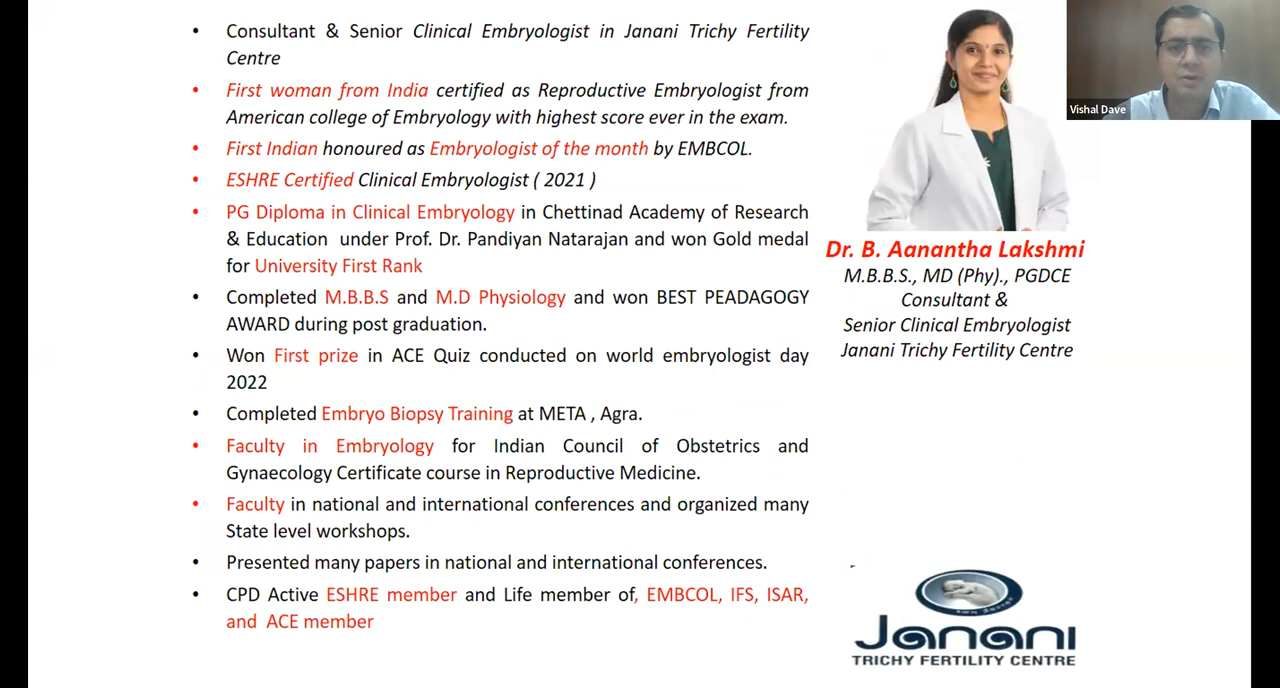 • Consultant & Senior Clinical Embryologist in Janani Trichy Fertility
Centre
• First woman from India certified as Reproductive Embryologist from
American college of Embryology with highest score ever in the exam.
• First Indian honoured as Embryologist of the month by EMBCOL.
• ESHRE Certified Clinical Embryologist ( 2021 )
• PG Diploma in Clinical Embryology in Chettinad Academy of Research
& Education under Prof. Dr. Pandiyan Natarajan and won Gold medal
for University First Rank
• Completed M.B.B.S and M.D Physiology and won BEST PEADAGOGY
AWARD during post graduation.
• Won First prize in ACE Quiz conducted on world embryologist day
2022
• Completed Embryo Biopsy Training at META , Agra.
• Faculty in Embryology for Indian Council of Obstetrics and
Gynaecology Certificate course in Reproductive Medicine.
• Faculty in national and international conferences and organized many
State level workshops.
• Presented many papers in national and international conferences.
• CPD Active ESHRE member and Life member of, EMBCOL, IFS, ISAR,
and ACE member
Vishal Dave
Dr. B. Aanantha Lakshmi
M.B.B.S., MD (Phy)., PGDCE
Consultant &
Senior Clinical Embryologist
Janani Trichy Fertility Centre
Janani
TRICHY FERTILITY CENTRE